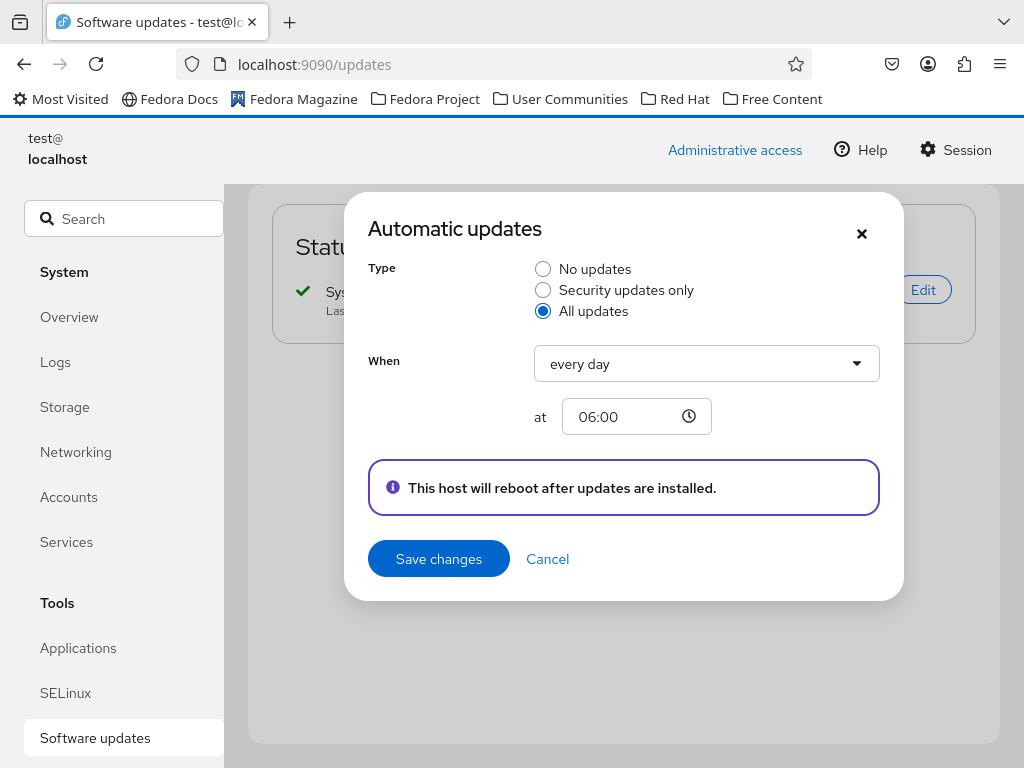 Software updates - test@lo
localhost:9090/updates
Most Visited
Fedora Docs
Fedora Magazine
Fedora Project
User Communities
Red Hat
Free Content
test@
localhost
Administrative access
Help
Session
Search
System
Overview
Logs
Storage
Networking
Accounts
Services
Tools
Applications
SELinux
Software updates
Statu
Sys
Las
Edit
Automatic updates
Type
No updates
Security updates only
All updates
When
every day
at
06:00
This host will reboot after updates are installed.
Save changes
Cancel